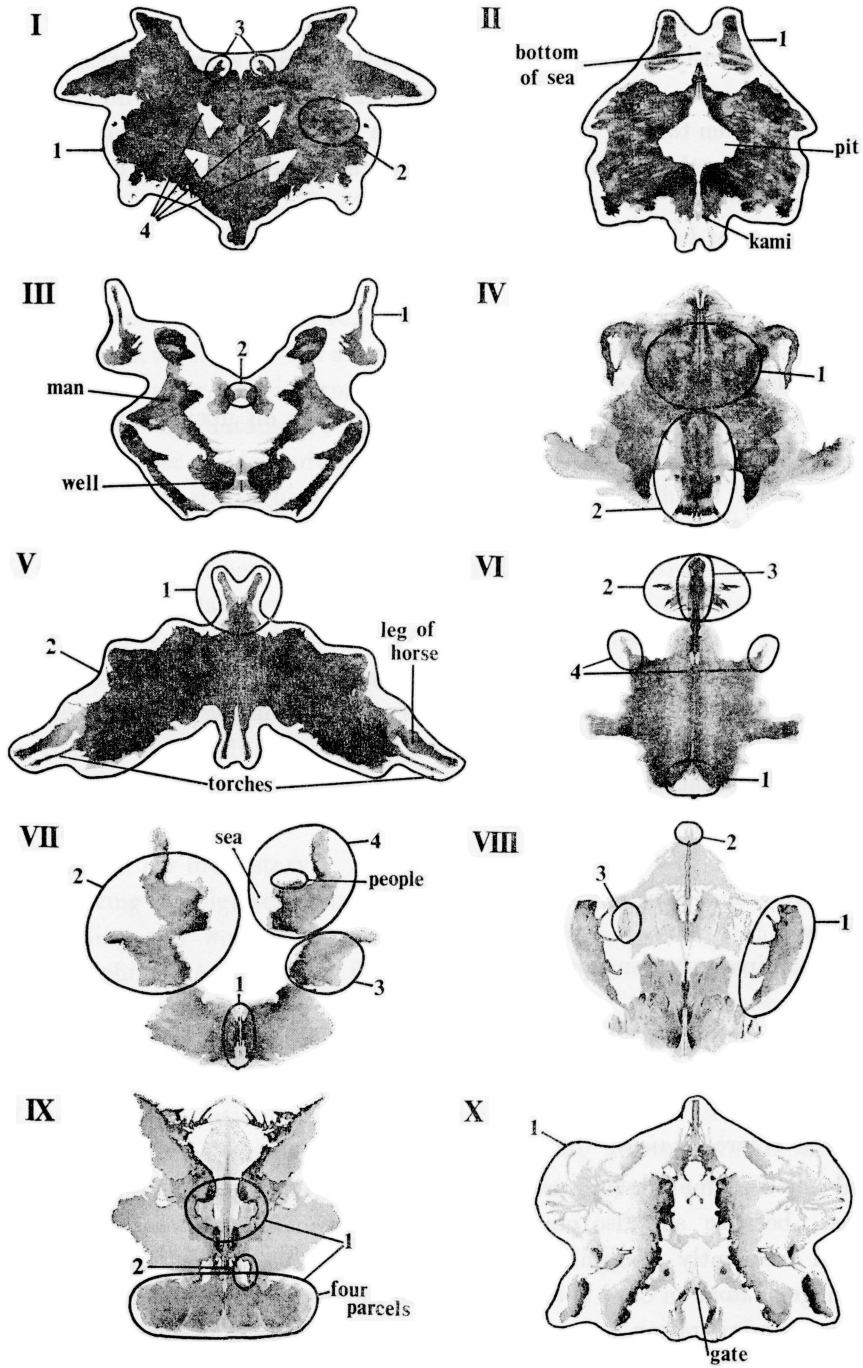 I
3
1
2
4
II
1
bottom
of sea
pit
kami
III
1
2
man
well
IV
1
2
V
1
2
leg of
horse
torches
VI
2
3
4
1
VII
sea
4
2
people
3
1
VIII
2
3
1
IX
1
2
four
parcels
X
1
gate